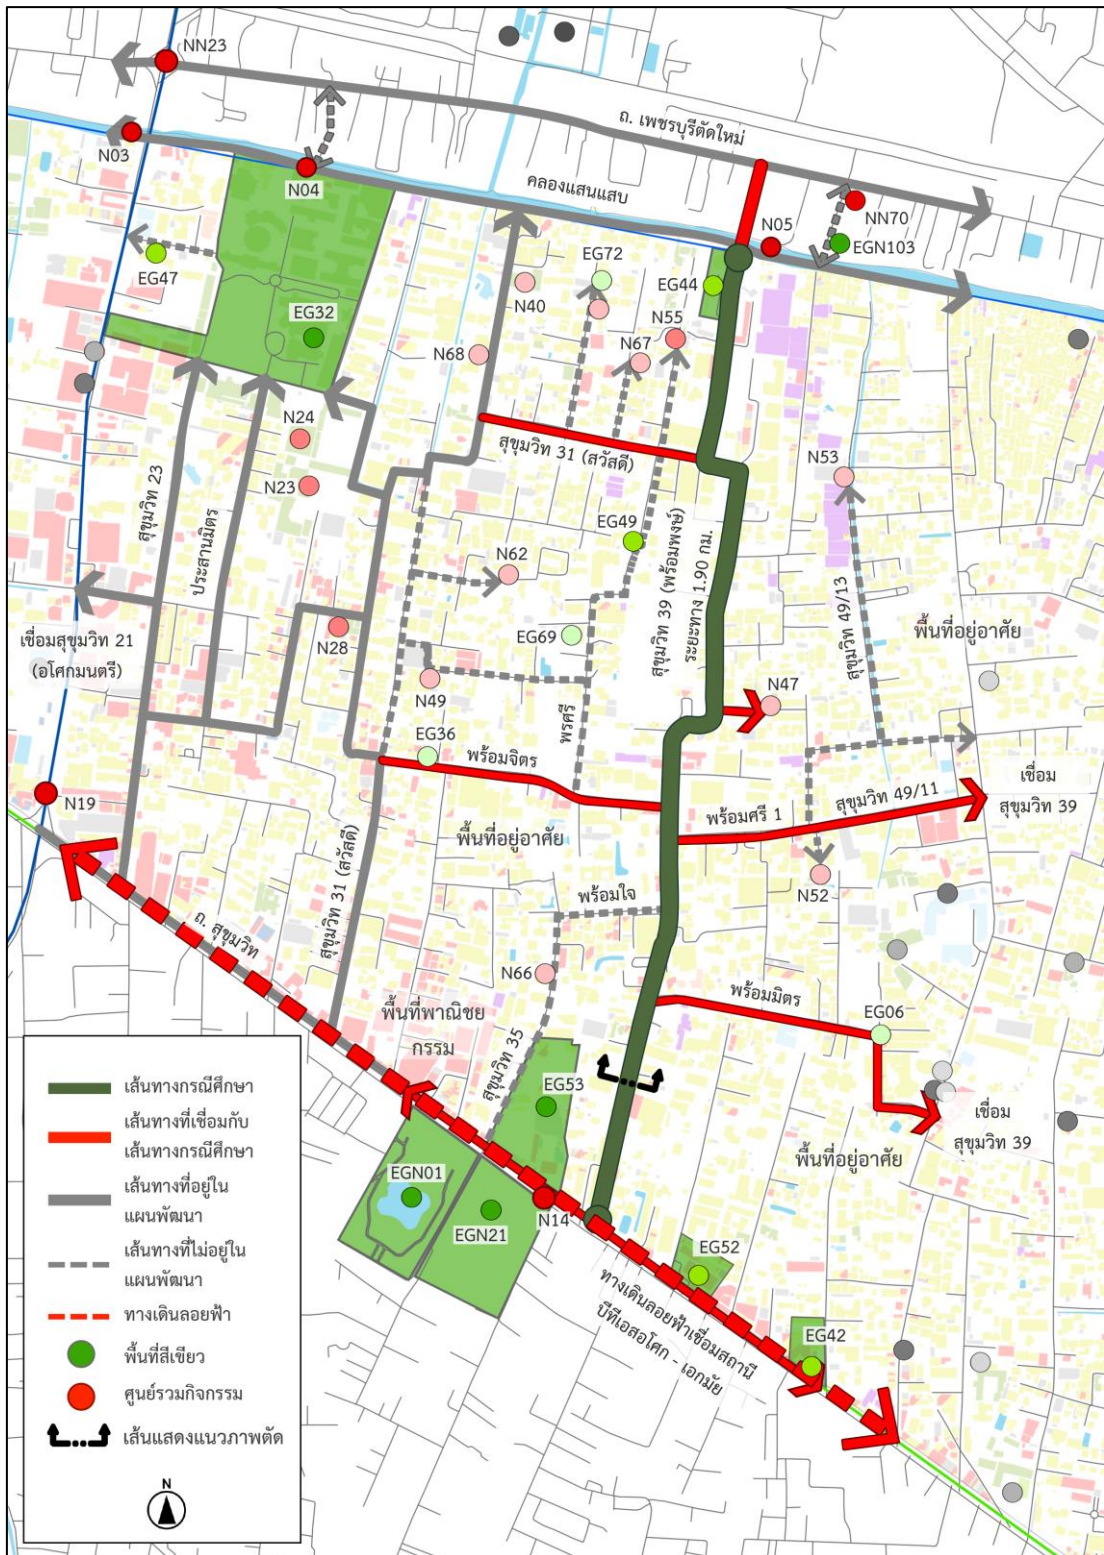 NN23
ถ. เพชรบุรีตัดใหม่
N03
N04
คลองแสนแสบ
NN70
N05
EGN103
EG47
EG72
EG44
N40
EG32
N55
N68
N67
N24
สุขุมวิท 31 (สวัสดี)
N53
N23
สุขุมวิท 23
ประสานมิตร
EG49
สุขุมวิท 39 (พร้อมพงษ์)
ระยะทาง 1.90 กม.
N62
สุขุมวิท 49/13
พื้นที่อยู่อาศัย
เชื่อมสุขุมวิท 21
(อโศกมนตรี)
N28
EG69
N49
N47
พรศรี
EG36
พร้อมจิตร
N19
เชื่อม
สุขุมวิท 39
สุขุมวิท 49/11
พร้อมศรี 1
พื้นที่อยู่อาศัย
สุขุมวิท 31 (สวัสดี)
พร้อมใจ
N52
ถ. สุขุมวิท
N66
พร้อมมิตร
พื้นที่พาณิชย
กรรม
EG06
สุขุมวิท 35
EG53
เชื่อม
สุขุมวิท 39
พื้นที่อยู่อาศัย
EGN01
EGN21
N14
EG52
ทางเดินลอยฟ้าเชื่อมสถานี
บีทีเอสอโศก - เอกมัย
EG42
เส้นทางกรณีศึกษา
เส้นทางที่เชื่อมกับ
เส้นทางกรณีศึกษา
เส้นทางที่อยู่ใน
แผนพัฒนา
เส้นทางที่ไม่อยู่ใน
แผนพัฒนา
ทางเดินลอยฟ้า
พื้นที่สีเขียว
ศูนย์รวมกิจกรรม
เส้นแสดงแนวภาพตัด
N